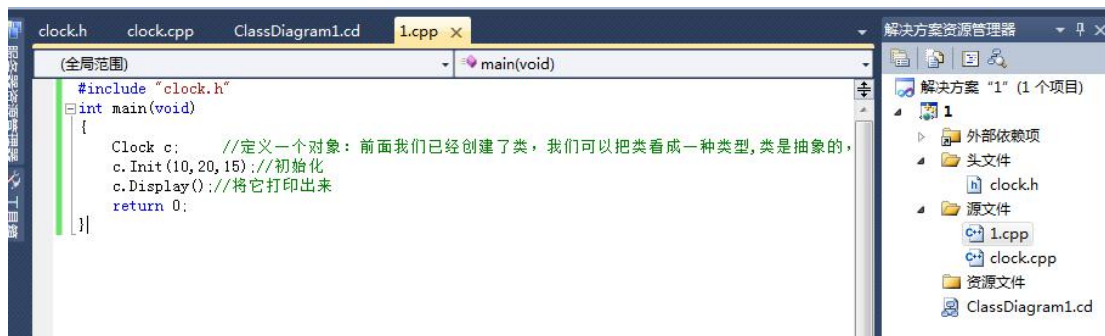 clock.h clock.cpp ClassDiagram1.cd 1.cpp
(全局范围) main(void)
#include "clock.h"
int main(void)
{
Clock c; //定义一个对象：前面我们已经创建了类，我们可以把类看成一种类型,类是抽象的，
c.Init(10,20,15);//初始化
c.Display();//将它打印出来
return 0;
}
解决方案资源管理器
解决方案 "1" (1 个项目)
1
外部依赖项
头文件
clock.h
源文件
1.cpp
clock.cpp
资源文件
ClassDiagram1.cd
工具箱